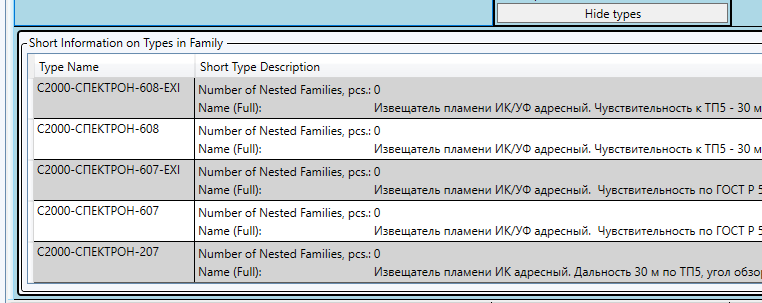 Hide types
Short Information on Types in Family
Type Name Short Type Description
С2000-СПЕКТРОН-608-EXI Number of Nested Families, pcs.: 0
Name (Full): Извещатель пламени ИК/УФ адресный. Чувствительность к ТП5 - 30 м
С2000-СПЕКТРОН-608 Number of Nested Families, pcs.: 0
Name (Full): Извещатель пламени ИК/УФ адресный. Чувствительность к ТП5 - 30 м
С2000-СПЕКТРОН-607-EXI Number of Nested Families, pcs.: 0
Name (Full): Извещатель пламени ИК/УФ адресный. Чувствительность по ГОСТ Р 5
С2000-СПЕКТРОН-607 Number of Nested Families, pcs.: 0
Name (Full): Извещатель пламени ИК/УФ адресный. Чувствительность по ГОСТ Р 5
С2000-СПЕКТРОН-207 Number of Nested Families, pcs.: 0
Name (Full): Извещатель пламени ИК адресный. Дальность 30 м по ТП5, угол обзор